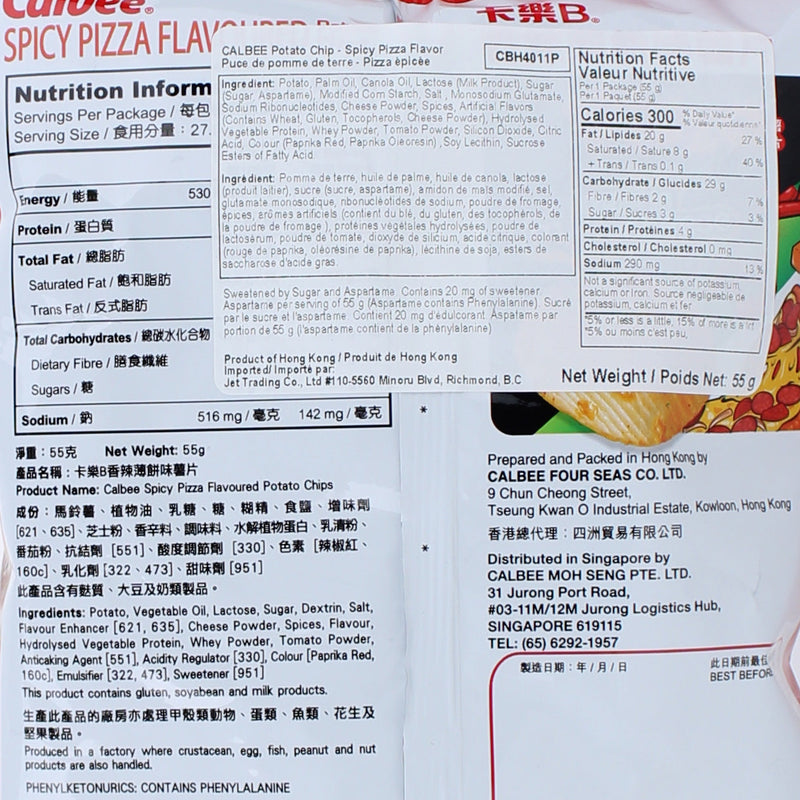 Calbee®
SPICY PIZZA FLAVOURED
卡樂B®
Nutrition Inform
Servings Per Package / 每包
Serving Size / 食用分量：27.
Energy / 能量 530
Protein / 蛋白質
Total Fat / 總脂肪
Saturated Fat / 飽和脂肪
Trans Fat / 反式脂肪
Total Carbohydrates / 總碳水化合物
Dietary Fibre / 膳食纖維
Sugars / 糖
Sodium / 鈉 516 mg / 毫克 142 mg / 毫克
*
*
淨重：55克 Net Weight: 55g
產品名稱：卡樂B香辣薄餅味薯片
Product Name: Calbee Spicy Pizza Flavoured Potato Chips
成份：馬鈴薯、植物油、乳糖、糖、糊精、食鹽、增味劑
[621、635]、芝士粉、香辛料、調味料、水解植物蛋白、乳清粉、
番茄粉、抗結劑 [551]、酸度調節劑 [330]、色素 [辣椒紅、
160c]、乳化劑 [322、473]、甜味劑 [951]
此產品含有麩質、大豆及奶類製品。
Ingredients: Potato, Vegetable Oil, Lactose, Sugar, Dextrin, Salt,
Flavour Enhancer [621, 635], Cheese Powder, Spices, Flavour,
Hydrolysed Vegetable Protein, Whey Powder, Tomato Powder,
Anticaking Agent [551], Acidity Regulator [330], Colour [Paprika Red,
160c], Emulsifier [322, 473], Sweetener [951]
This product contains gluten, soyabean and milk products.
生產此產品的廠房亦處理甲殼類動物、蛋類、魚類、花生及
堅果製品。
Produced in a factory where crustacean, egg, fish, peanut and nut
products are also handled.
PHENYLKETONURICS: CONTAINS PHENYLALANINE
CALBEE Potato Chip - Spicy Pizza Flavor
Puce de pomme de terre - Pizza èpicèe
CBH4011P
Ingredient: Potato, Palm Oil, Canola Oil, Lactose (Milk Product), Sugar
(Sugar, Aspartame), Modified Corn Starch, Salt, Monosodium Glutamate,
Sodium Ribonucleotides, Cheese Powder, Spices, Artificial Flavors
(Contains Wheat, Gluten, Tocopherols, Cheese Powder), Hydrolysed
Vegetable Protein, Whey Powder, Tomato Powder, Silicon Dioxide, Citric
Acid, Colour (Paprika Red, Paprika Oleoresin) ,Soy Lecithin, Sucrose
Esters of Fatty Acid.
Ingrédient: Pomme de terre, huile de palme, huile de canola, lactose
(produit laitier), sucre (sucre, aspartame), amidon de maïs modifié, sel,
glutamate monosodique, ribonucléotides de sodium, poudre de fromage,
épices, arômes artificiels (contient du blé, du gluten, des tocophérols, de
la poudre de fromage ), protéines végétales hydrolysées, poudre de
lactosérum, poudre de tomate, dioxyde de silicium, acide citrique, colorant
(rouge de paprika, oléorésine de paprika), lécithine de soja, esters de
saccharose d'acide gras.
Sweetened by Sugar and Aspartame. Contains 20 mg of sweetener.
Aspartame per serving of 55 g (Aspartame contains Phenylalanine). Sucré
par le sucre et l'aspartame. Contient 20 mg d'édulcorant. Aspatame par
portion de 55 g (l'aspartame contient de la phénylalanine)
Product of Hong Kong / Produit de Hong Kong
Imported/ Importé par:
Jet Trading Co., Ltd #110-5560 Minoru Blvd, Richmond, B.C
Nutrition Facts
Valeur Nutritive
Per 1 Package (55 g)
Per 1 Paquet (55 g)
Calories 300
% Daily Value*
% Valeur quotidienne*
Fat / Lipides 20 g 27 %
Saturated / Sature 8 g
+ Trans / Trans 0.1 g 40 %
Carbohydrate / Glucides 29 g
Fibre / Fibres 2 g 7 %
Sugar / Sucres 3 g 3 %
Protein / Protéines 4 g
Cholesterol / Cholesterol 0 mg
Sodium 290 mg 13 %
Not a significant source of potassium,
calcium or Iron. Source negligeable de
potassium, calcium et fer
*5% or less is a little, 15% of more is a lot
*5% ou moins c'est peu,
Net Weight / Poids Net: 55 g
Prepared and Packed in Hong Kong by
CALBEE FOUR SEAS CO. LTD.
9 Chun Cheong Street,
Tseung Kwan O Industrial Estate, Kowloon, Hong Kong
香港總代理：四洲貿易有限公司
Distributed in Singapore by
CALBEE MOH SENG PTE. LTD.
31 Jurong Port Road,
#03-11M/12M Jurong Logistics Hub,
SINGAPORE 619115
TEL: (65) 6292-1957
製造日期：年 / 月 / 日
此日期前最
BEST BEFOR